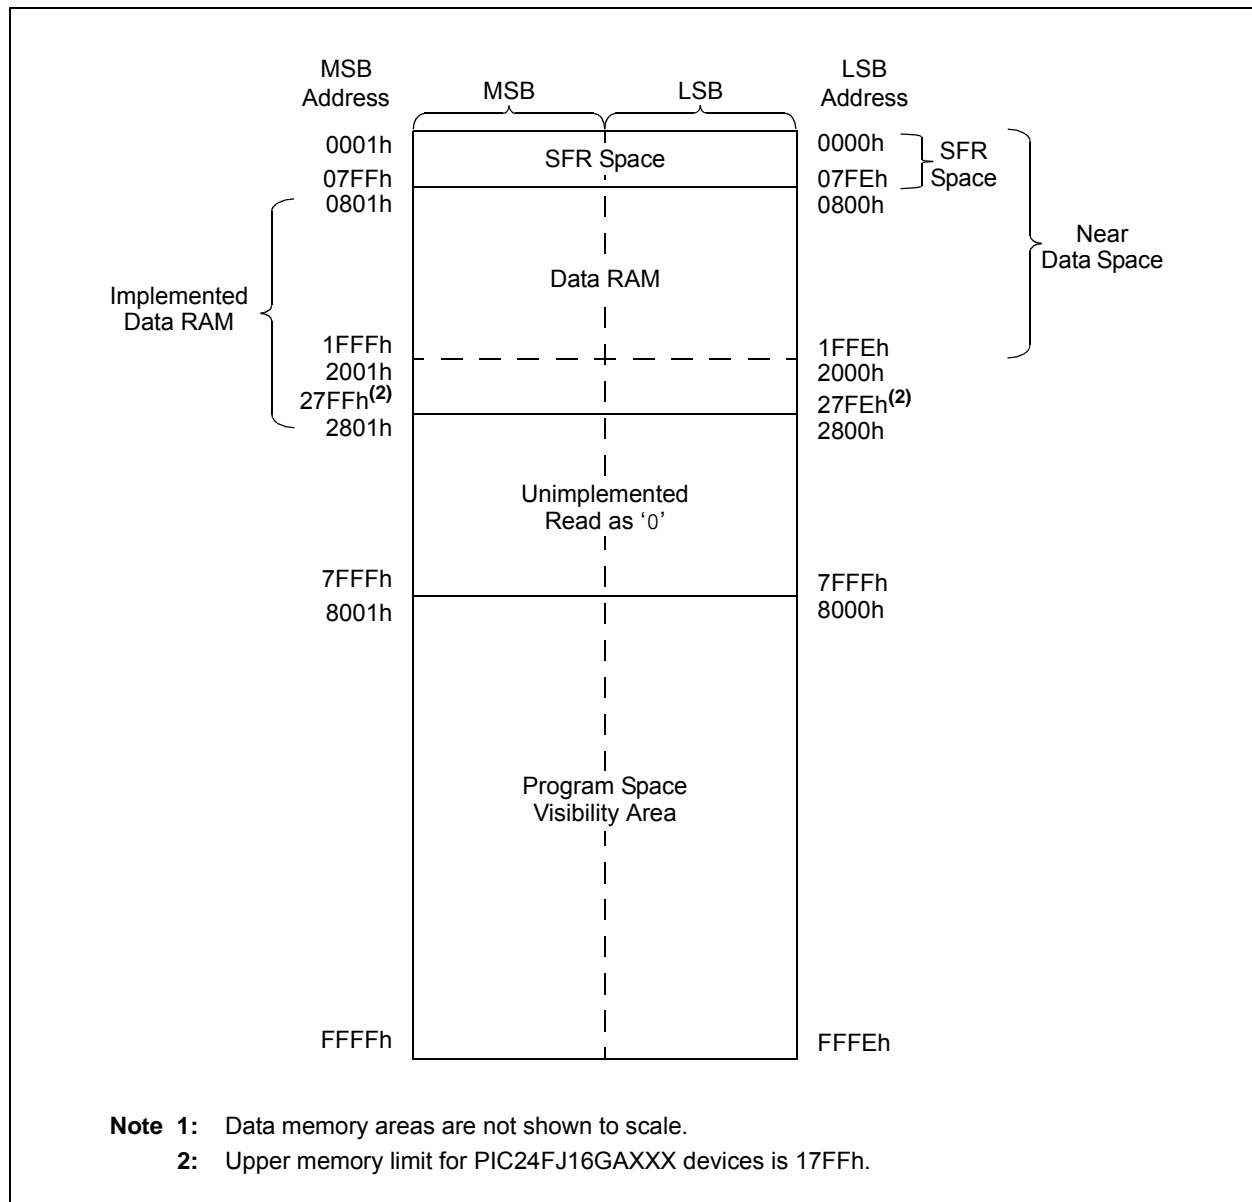 MSB
Address
MSB
LSB
LSB
Address
0001h
SFR Space
0000h
SFR
Space
07FFh
07FEh
0801h
0800h
Near
Data Space
Implemented
Data RAM
Data RAM
1FFFh
1FFEh
2001h
2000h
27FFh(2)
27FEh(2)
2801h
2800h
Unimplemented
Read as ‘0’
7FFFh
7FFFh
8001h
8000h
Program Space
Visibility Area
FFFFh
FFFEh
Note 1: Data memory areas are not shown to scale.
2: Upper memory limit for PIC24FJ16GAXXX devices is 17FFh.